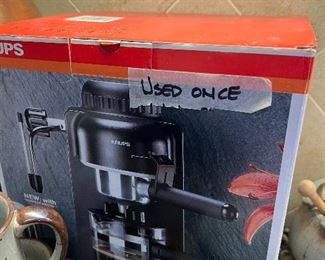 UPS
USED ONCE
KRUPS
NEW: with